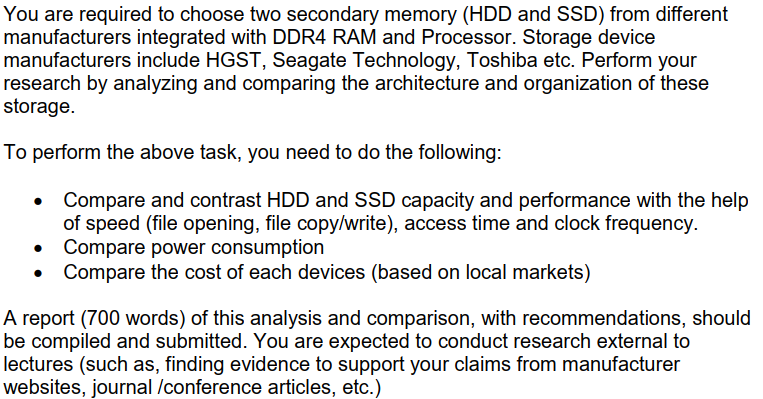 You are required to choose two secondary memory (HDD and SSD) from different
manufacturers integrated with DDR4 RAM and Processor. Storage device
manufacturers include HGST, Seagate Technology, Toshiba etc. Perform your
research by analyzing and comparing the architecture and organization of these
storage.
To perform the above task, you need to do the following:
• Compare and contrast HDD and SSD capacity and performance with the help
of speed (file opening, file copy/write), access time and clock frequency.
• Compare power consumption
• Compare the cost of each devices (based on local markets)
A report (700 words) of this analysis and comparison, with recommendations, should
be compiled and submitted. You are expected to conduct research external to
lectures (such as, finding evidence to support your claims from manufacturer
websites, journal /conference articles, etc.)